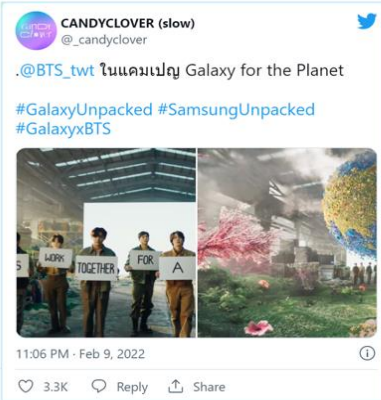 CANDYCLOVER (slow)
@_candyclover
.@BTS_twt ในแคมเปญ Galaxy for the Planet
#GalaxyUnpacked #SamsungUnpacked
#GalaxyxBTS
S WORK TOGETHER FOR A
11:06 PM · Feb 9, 2022
3.3K Reply Share